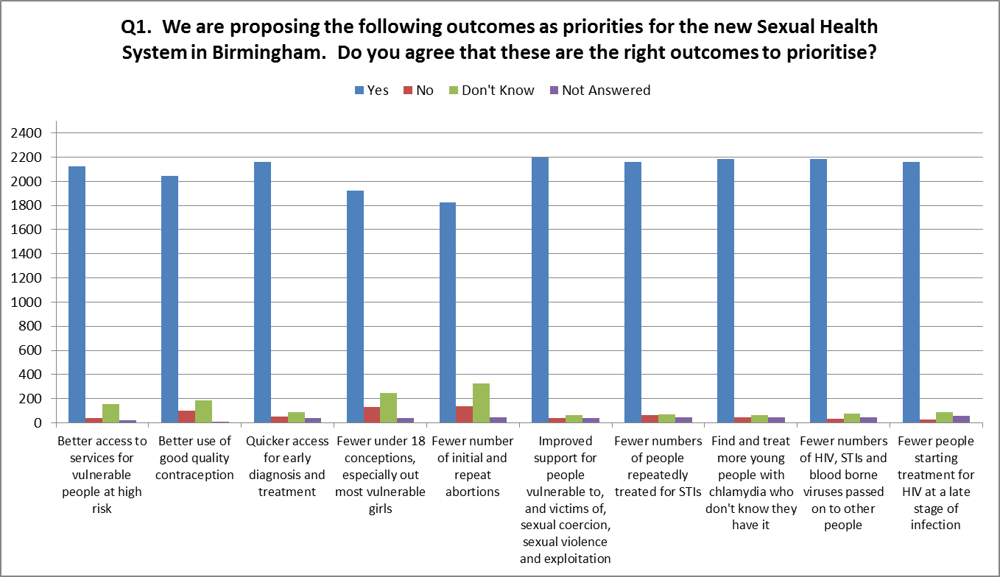 Q1.  We are proposing the following outcomes as priorities for the new Sexual Health
System in Birmingham.  Do you agree that these are the right outcomes to prioritise?
Yes No Don't Know Not Answered
2400
2200
2000
1800
1600
1400
1200
1000
800
600
400
200
0
Better access to
services for
vulnerable
people at high
risk
Better use of
good quality
contraception
Quicker access
for early
diagnosis and
treatment
Fewer under 18
conceptions,
especially out
most vulnerable
girls
Fewer number
of initial and
repeat
abortions
Improved
support for
people
vulnerable to,
and victims of,
sexual coercion,
sexual violence
and exploitation
Fewer numbers
of people
repeatedly
treated for STIs
Find and treat
more young
people with
chlamydia who
don't know they
have it
Fewer numbers
of HIV, STIs and
blood borne
viruses passed
on to other
people
Fewer people
starting
treatment for
HIV at a late
stage of
infection